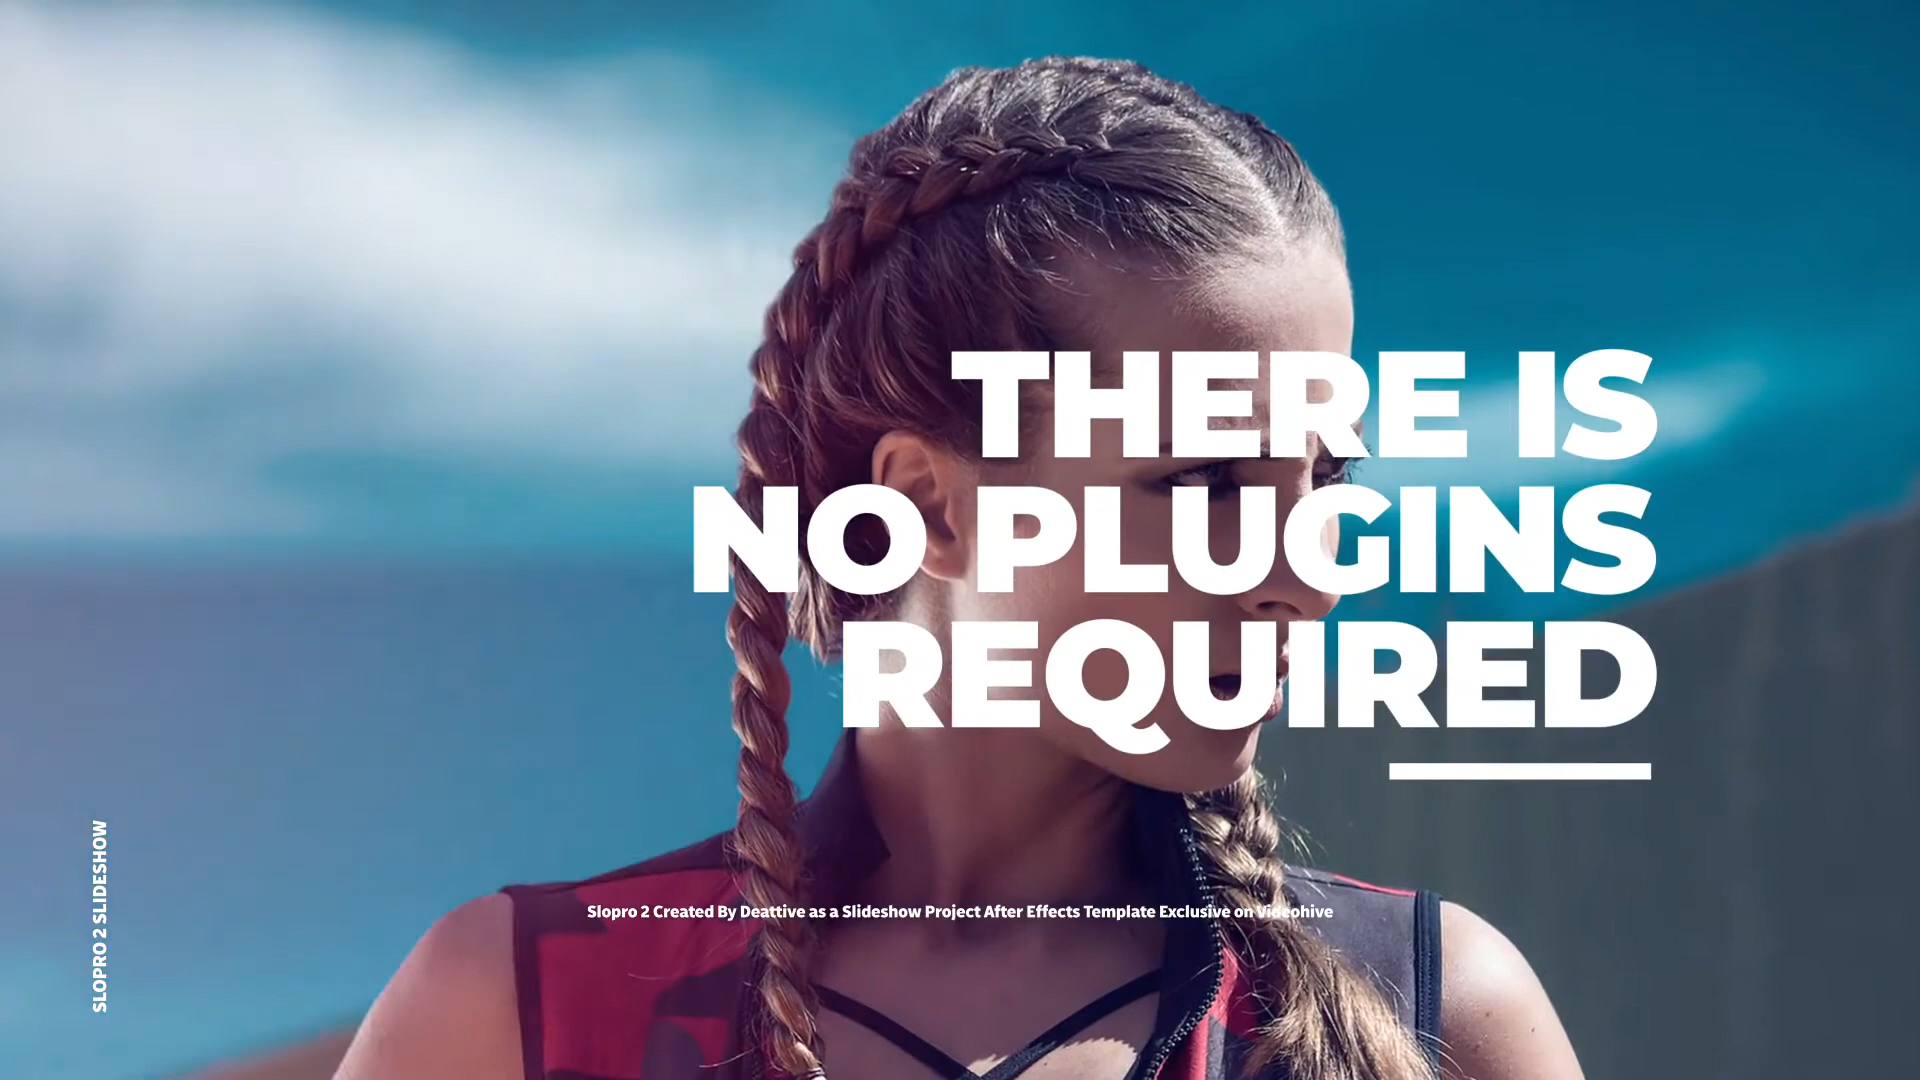 THERE IS
NO PLUGINS
REQUIRED
Slopro 2 Created By Deattive as a Slideshow Project After Effects Template Exclusive on Videohive
SLOPRO 2 SLIDESHOW